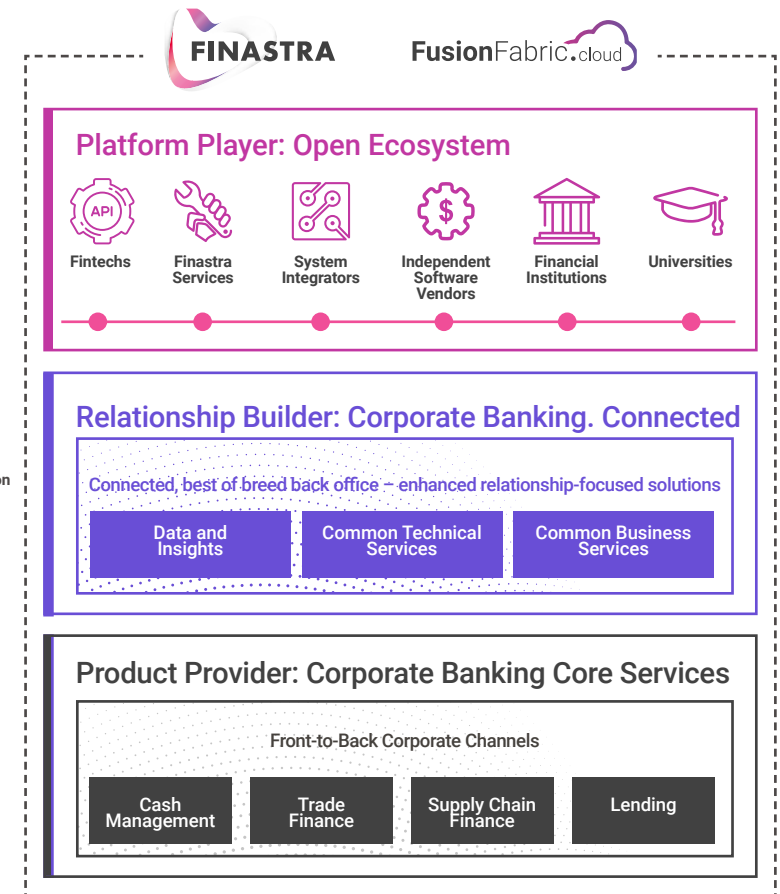 FINASTRA
FusionFabric.cloud
Platform Player: Open Ecosystem
API
$
Fintechs
Finastra
Services
System
Integrators
Independent
Software
Vendors
Financial
Institutions
Universities
Relationship Builder: Corporate Banking. Connected
on
Connected, best of breed back office – enhanced relationship-focused solutions
Data and
Insights
Common Technical
Services
Common Business
Services
Product Provider: Corporate Banking Core Services
Front-to-Back Corporate Channels
Cash
Management
Trade
Finance
Supply Chain
Finance
Lending